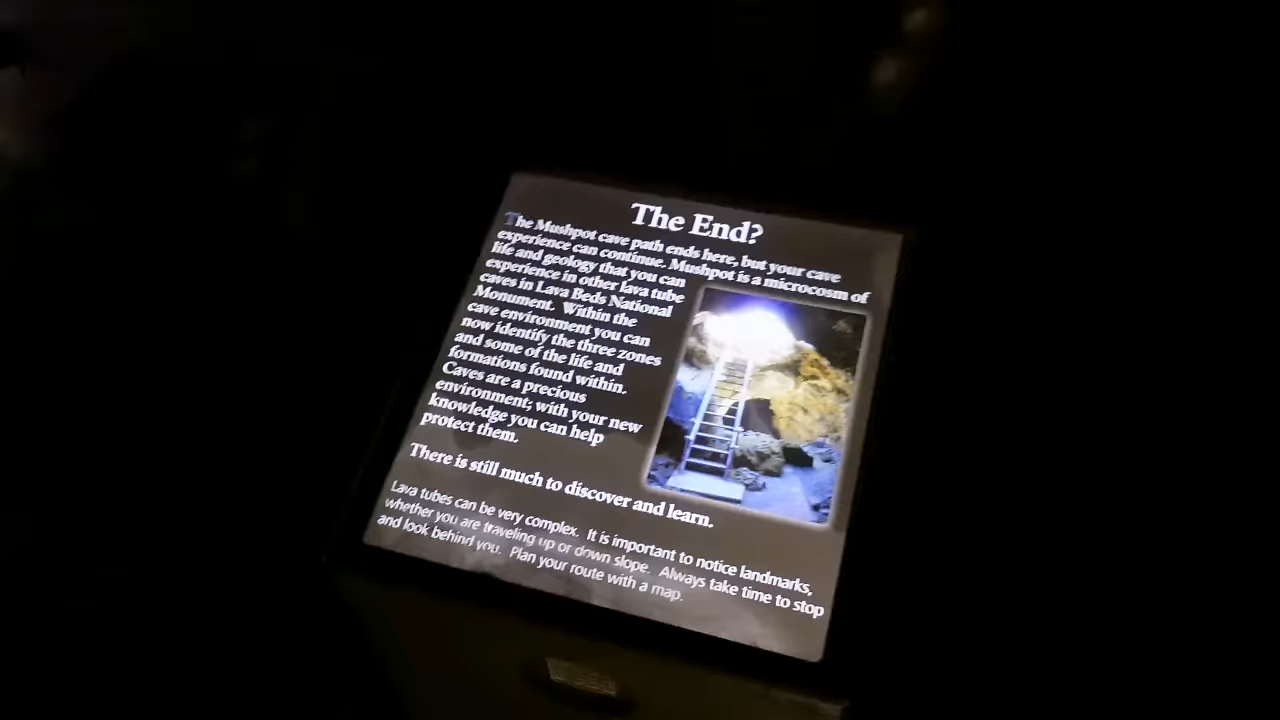 The End?
The Mushpot cave path ends here, but your cave
experience can continue. Mushpot is a microcosm of
life and geology that you can
experience in other lava tube
caves in Lava Beds National
Monument. Within the
cave environment you can
now identify the three zones
and some of the life and
formations found within.
Caves are a precious
environment; with your new
knowledge you can help
protect them.
There is still much to discover and learn.
Lava tubes can be very complex. It is important to notice landmarks,
whether you are traveling up or down slope. Always take time to stop
and look behind you. Plan your route with a map.